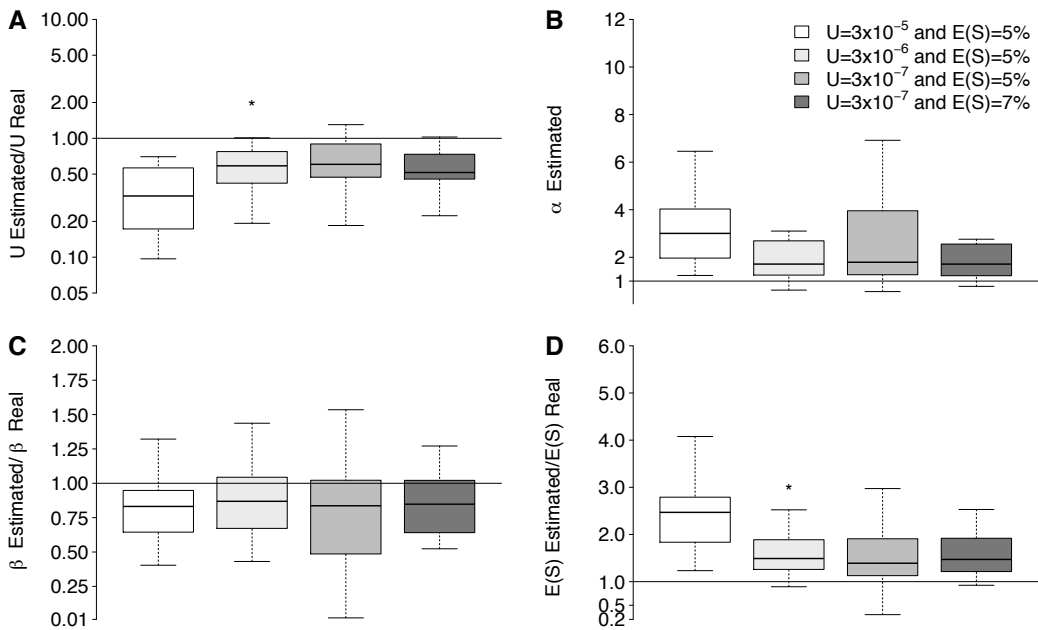 A
10.00
5.00
2.00
1.00
0.50
0.20
0.10
0.05
U Estimated/U Real
*
B
12
10
8
6
4
2
1
α Estimated
U=3x10⁻⁵ and E(S)=5%
U=3x10⁻⁶ and E(S)=5%
U=3x10⁻⁷ and E(S)=5%
U=3x10⁻⁷ and E(S)=7%
C
2.00
1.75
1.50
1.25
1.00
0.75
0.50
0.25
0.01
β Estimated/ β Real
D
6.0
5.0
4.0
3.0
2.0
1.0
0.5
0.2
E(S) Estimated/E(S) Real
*